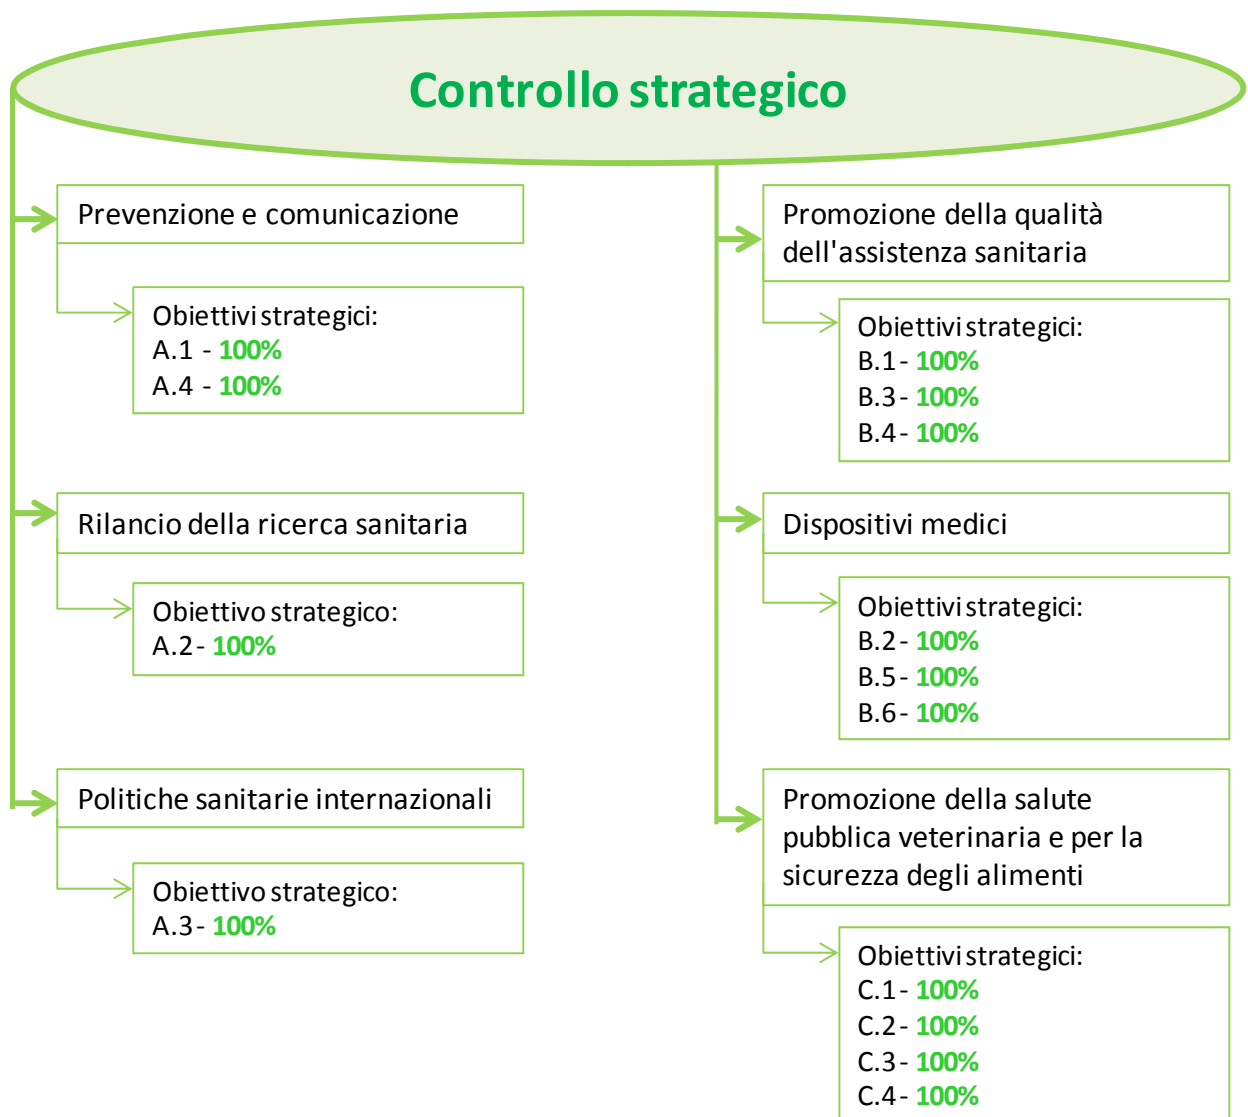 Controllo strategico
Prevenzione e comunicazione
Obiettivi strategici:
A.1 - 100%
A.4 - 100%
Rilancio della ricerca sanitaria
Obiettivo strategico:
A.2 - 100%
Politiche sanitarie internazionali
Obiettivo strategico:
A.3 - 100%
Promozione della qualità
dell'assistenza sanitaria
Obiettivi strategici:
B.1 - 100%
B.3 - 100%
B.4 - 100%
Dispositivi medici
Obiettivi strategici:
B.2 - 100%
B.5 - 100%
B.6 - 100%
Promozione della salute
pubblica veterinaria e per la
sicurezza degli alimenti
Obiettivi strategici:
C.1 - 100%
C.2 - 100%
C.3 - 100%
C.4 - 100%